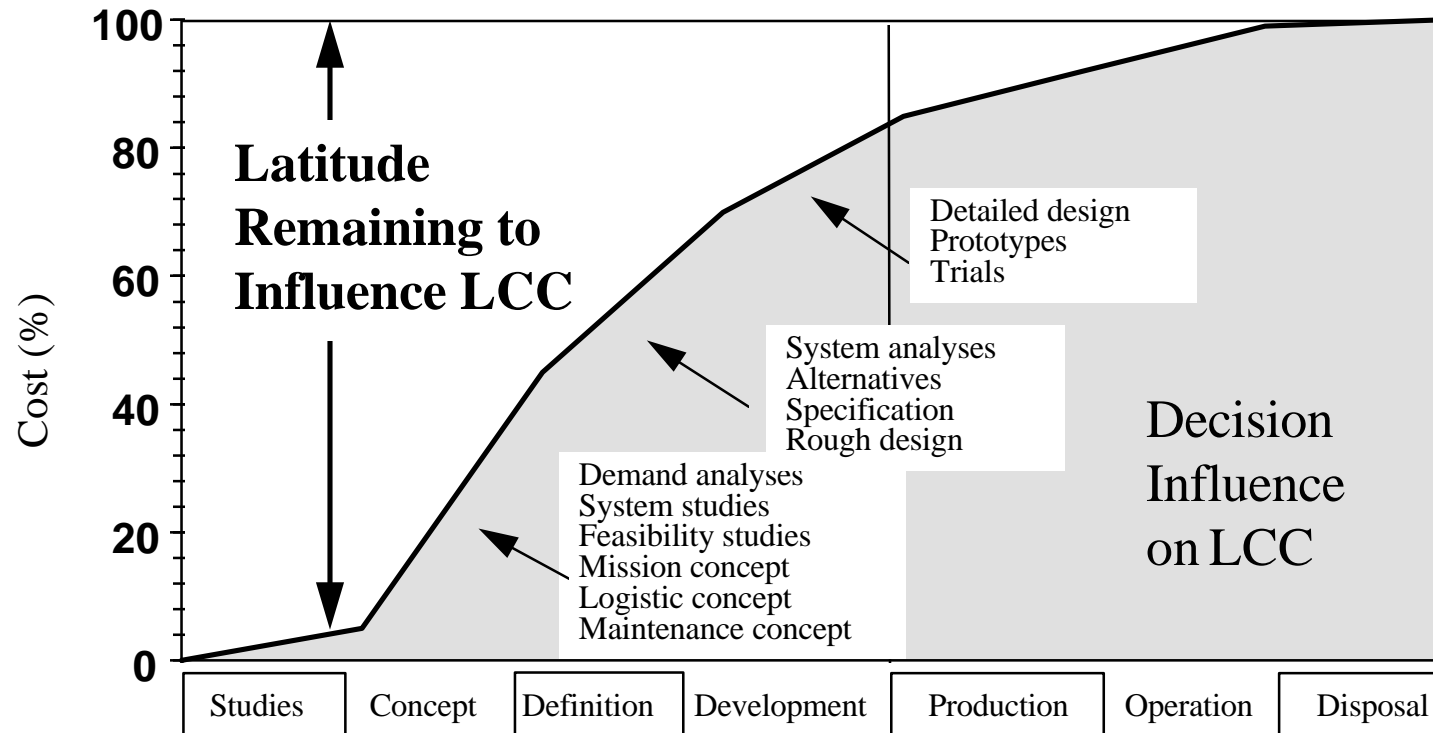 100
80
60
40
20
0
Cost (%)
Latitude
Remaining to
Influence LCC
Detailed design
Prototypes
Trials
System analyses
Alternatives
Specification
Rough design
Demand analyses
System studies
Feasibility studies
Mission concept
Logistic concept
Maintenance concept
Decision
Influence
on LCC
Studies
Concept
Definition
Development
Production
Operation
Disposal